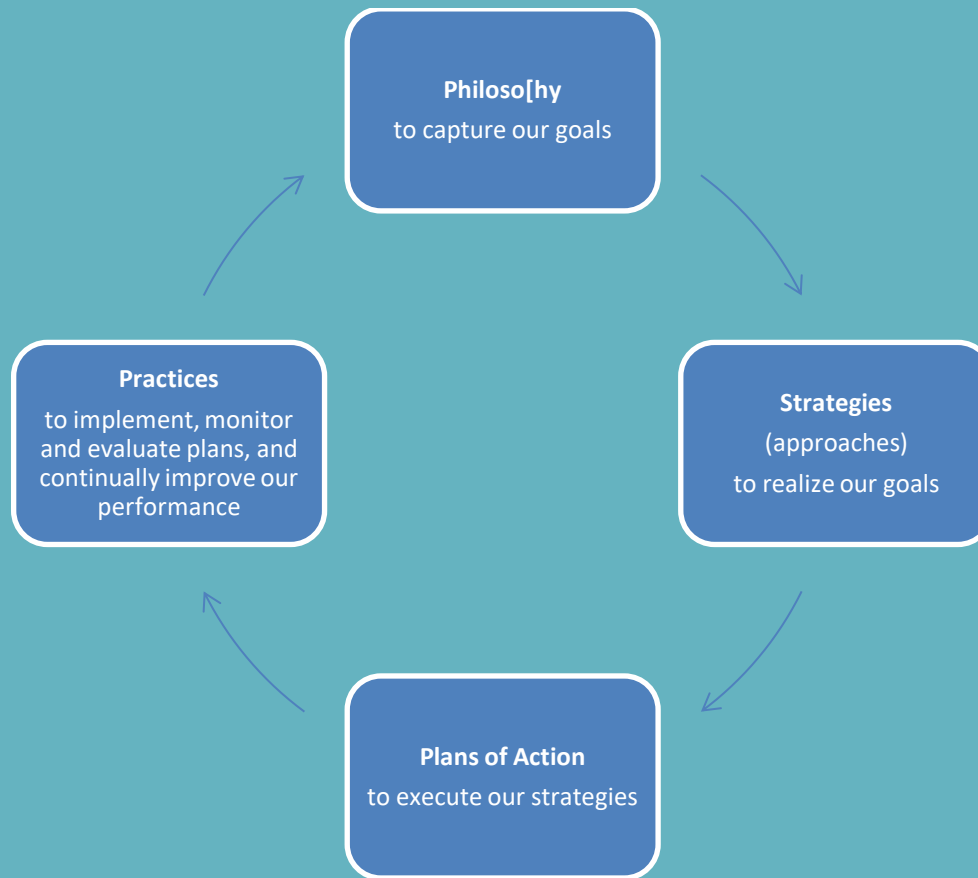 Philoso[hy
to capture our goals
Strategies
(approaches)
to realize our goals
Plans of Action
to execute our strategies
Practices
to implement, monitor
and evaluate plans, and
continually improve our
performance